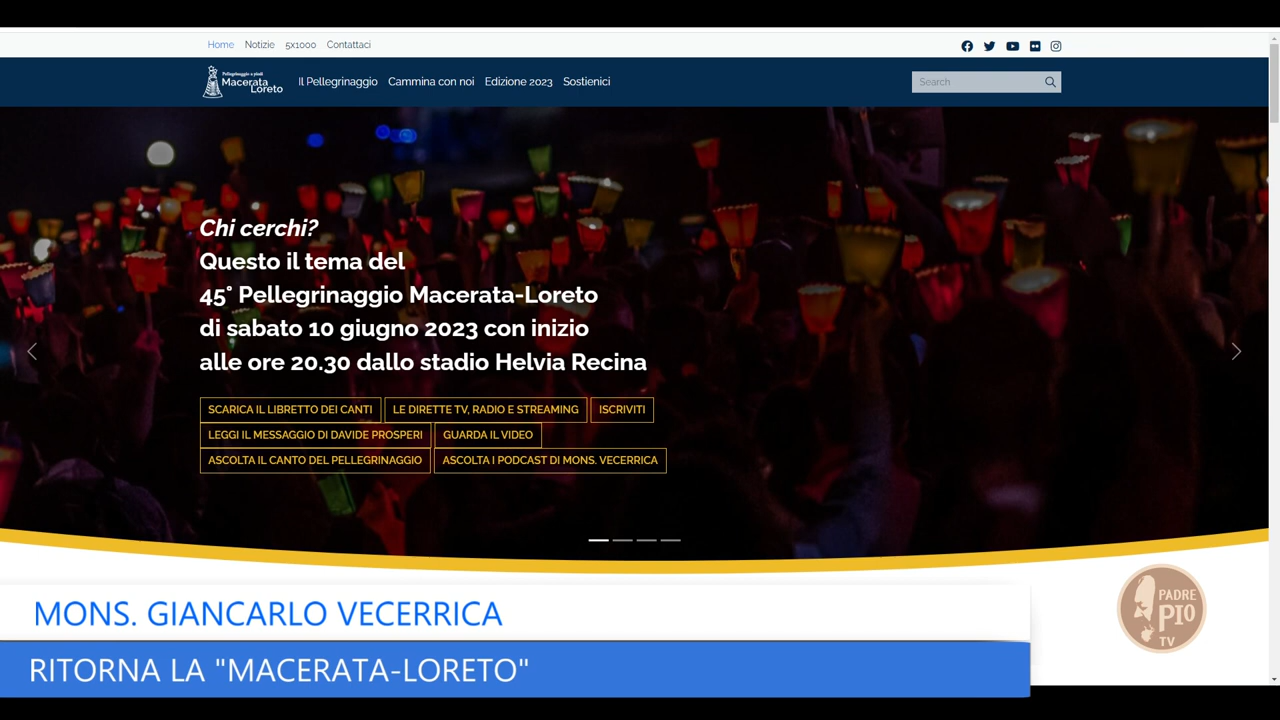 Home Notizie 5x1000 Contattaci
Pellegrinaggio a piedi
Macerata
Loreto
Il Pellegrinaggio Cammina con noi Edizione 2023 Sostienici
Search
Chi cerchi?
Questo il tema del
45° Pellegrinaggio Macerata-Loreto
di sabato 10 giugno 2023 con inizio
alle ore 20.30 dallo stadio Helvia Recina
SCARICA IL LIBRETTO DEI CANTI LE DIRETTE TV, RADIO E STREAMING ISCRIVITI
LEGGI IL MESSAGGIO DI DAVIDE PROSPERI GUARDA IL VIDEO
ASCOLTA IL CANTO DEL PELLEGRINAGGIO ASCOLTA I PODCAST DI MONS. VECERRICA
MONS. GIANCARLO VECERRICA
RITORNA LA "MACERATA-LORETO"
PADRE
PIO
TV